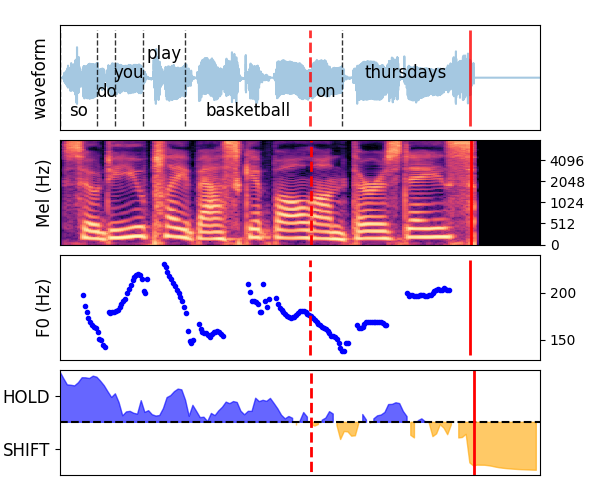 waveform
so
do
you
play
basketball
on
thursdays
Mel (Hz)
4096
2048
1024
512
0
F0 (Hz)
200
150
HOLD
SHIFT